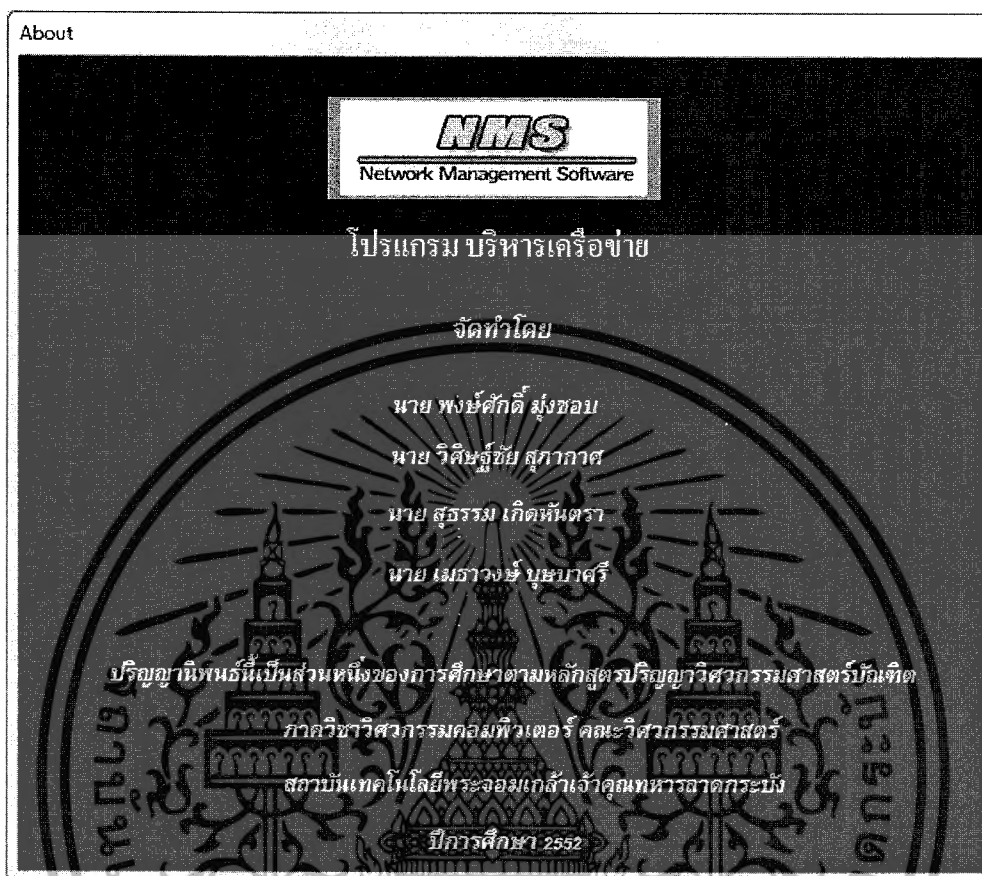 About
NMS
Network Management Software
โปรแกรม บริหารเครือข่าย
จัดทำโดย
นาย พงษ์ศักดิ์ มุ่งชอบ
นาย วิศิษฐ์ชัย สุภากาศ
นาย สุธรรม เกิดหันตรา
นาย เมธาวงษ์ บุษบาศรี
ปริญญานิพนธ์นี้เป็นส่วนหนึ่งของการศึกษาตามหลักสูตรปริญญาวิศวกรรมศาสตร์บัณฑิต
ภาควิชาวิศวกรรมคอมพิวเตอร์ คณะวิศวกรรมศาสตร์
สถาบันเทคโนโลยีพระจอมเกล้าเจ้าคุณทหารลาดกระบัง
ปีการศึกษา 2552